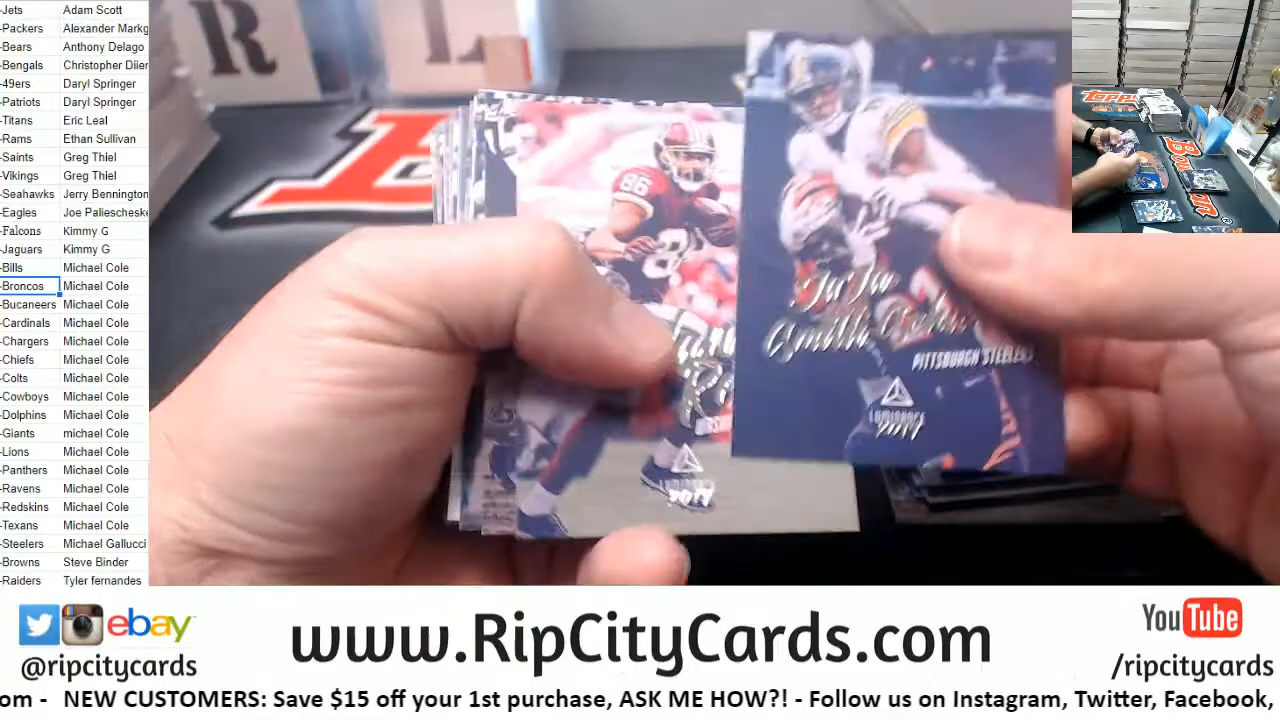 -Jets Adam Scott
-Packers Alexander Markg
-Bears Anthony Delago
-Bengals Christopher Diier
-49ers Daryl Springer
-Patriots Daryl Springer
-Titans Eric Leal
-Rams Ethan Sullivan
-Saints Greg Thiel
-Vikings Greg Thiel
-Seahawks Jerry Bennington
-Eagles Joe Paliescheske
-Falcons Kimmy G
-Jaguars Kimmy G
-Bills Michael Cole
-Broncos Michael Cole
-Bucaneers Michael Cole
-Cardinals Michael Cole
-Chargers Michael Cole
-Chiefs Michael Cole
-Colts Michael Cole
-Cowboys Michael Cole
-Dolphins Michael Cole
-Giants michael Cole
-Lions Michael Cole
-Panthers Michael Cole
-Ravens Michael Cole
-Redskins Michael Cole
-Texans Michael Cole
-Steelers Michael Gallucci
-Browns Steve Binder
-Raiders Tyler fernandes
R L
86
JuJu
Smith-
PITTSBURGH STEELERS
LUMINANCE
TOPPS
ebay
@ripcitycards
www.RipCityCards.com
YouTube
/ripcitycards
om - NEW CUSTOMERS: Save $15 off your 1st purchase, ASK ME HOW?! - Follow us on Instagram, Twitter, Facebook,